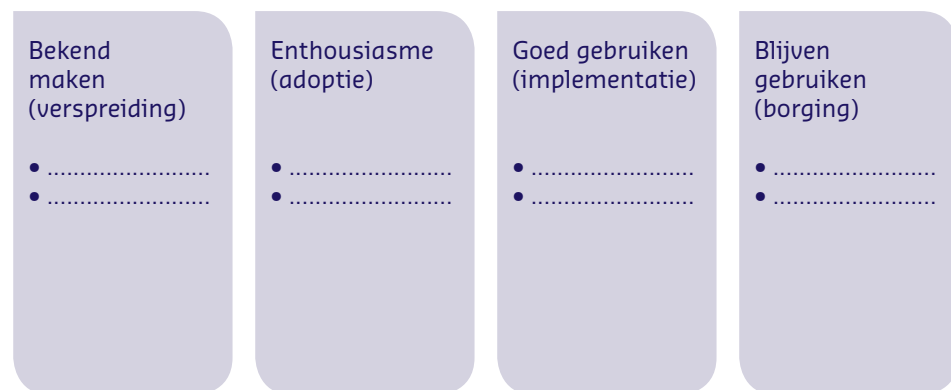 Bekend
maken
(verspreiding)
• .........................
• .........................
Enthousiasme
(adoptie)
• .........................
• .........................
Goed gebruiken
(implementatie)
• .........................
• .........................
Blijven
gebruiken
(borging)
• .........................
• .........................